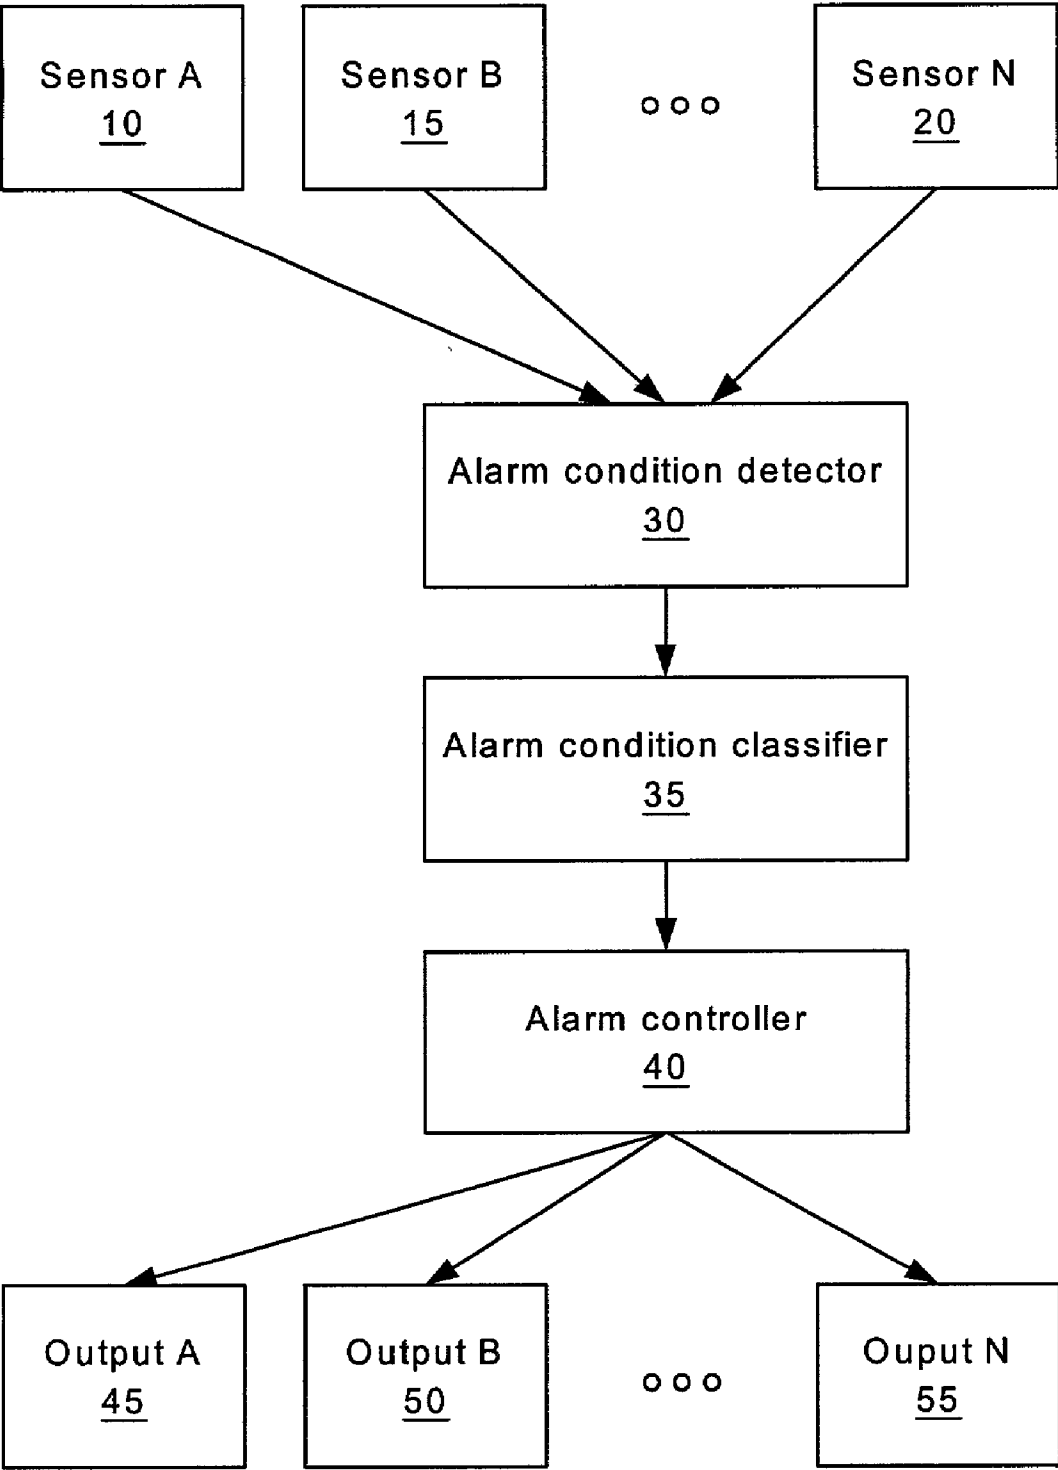 Sensor A
10
Sensor B
15
Sensor N
20
Alarm condition detector
30
Alarm condition classifier
35
Alarm controller
40
Output A
45
Output B
50
Ouput N
55